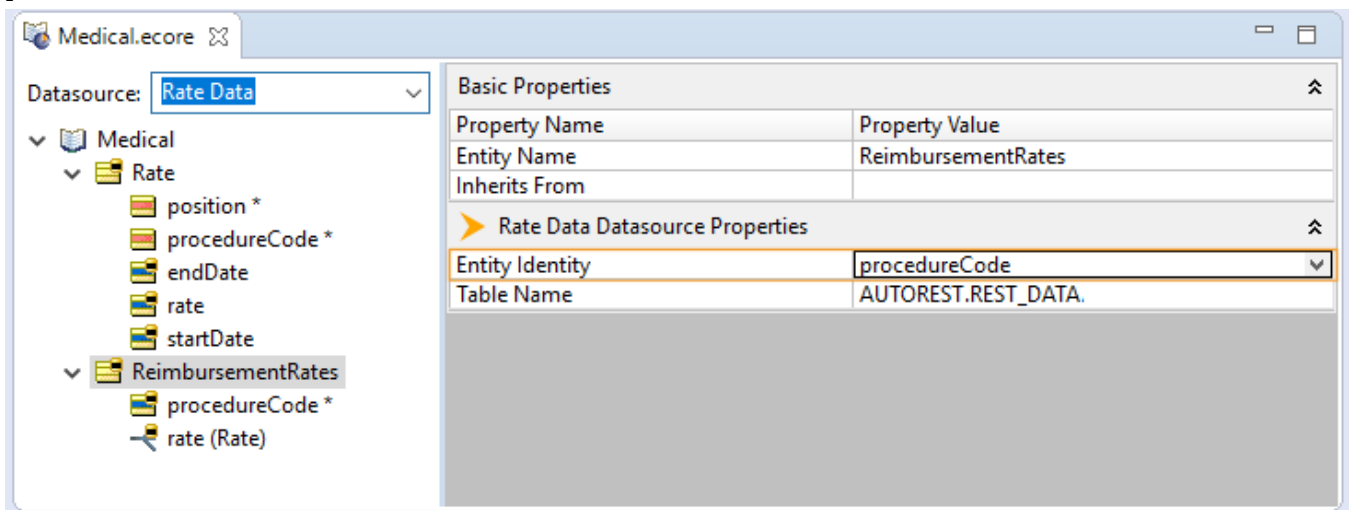 Medical.ecore
Datasource: Rate Data
Medical
Rate
position *
procedureCode *
endDate
rate
startDate
ReimbursementRates
procedureCode *
rate (Rate)
Basic Properties
Property Name Property Value
Entity Name ReimbursementRates
Inherits From
Rate Data Datasource Properties
Entity Identity procedureCode
Table Name AUTOREST.REST_DATA.